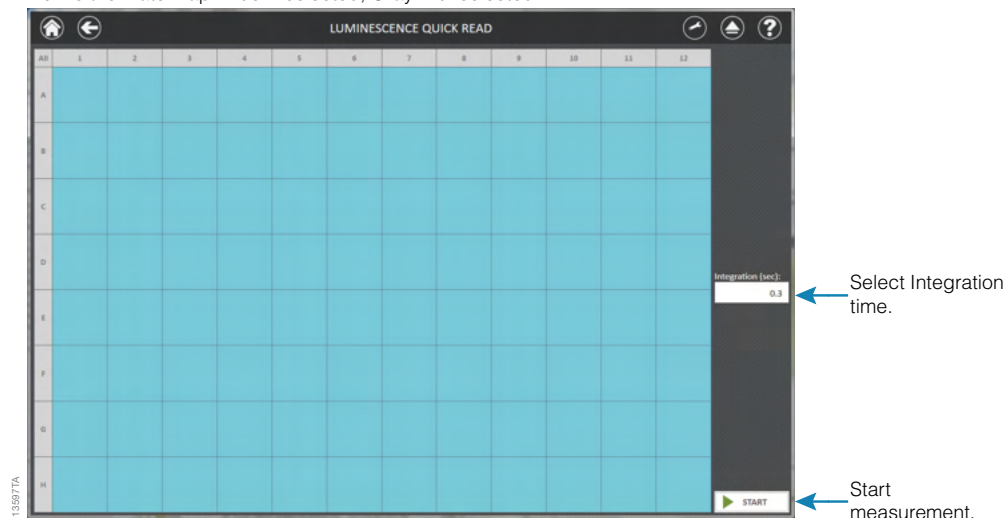 LUMINESCENCE QUICK READ
All 1 2 3 4 5 6 7 8 9 10 11 12
A
B
C
D
Integration (sec):
0.3
Select Integration
time.
E
F
G
H
START
Start
measurement.
13597TA